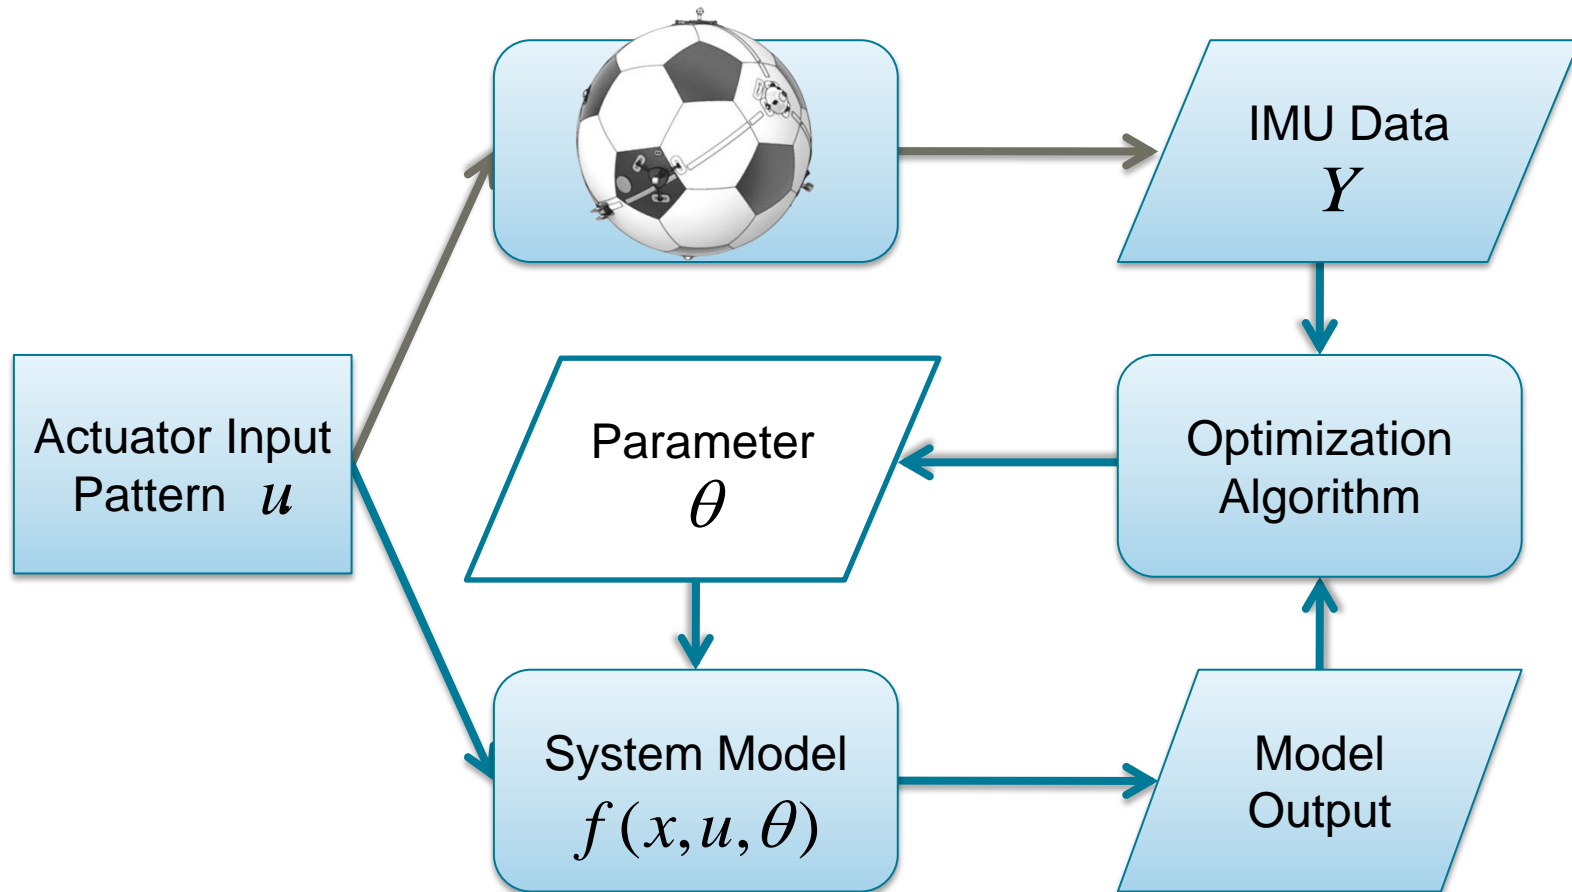 IMU Data
Y
Actuator Input
Pattern u
Parameter
θ
Optimization
Algorithm
System Model
f(x,u,θ)
Model
Output